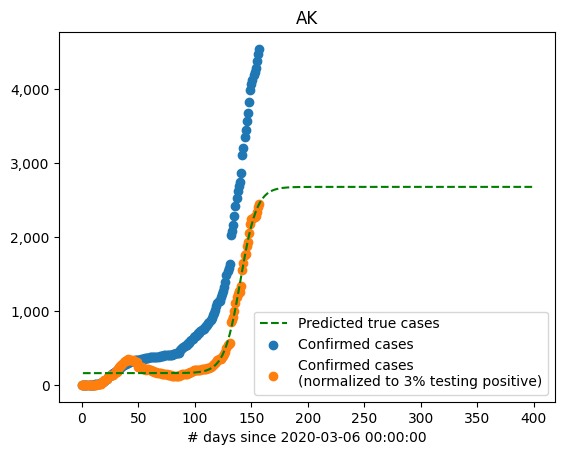 AK
4,000
3,000
2,000
1,000
0
0
50
100
150
200
250
300
350
400
# days since 2020-03-06 00:00:00
Predicted true cases
Confirmed cases
Confirmed cases
(normalized to 3% testing positive)